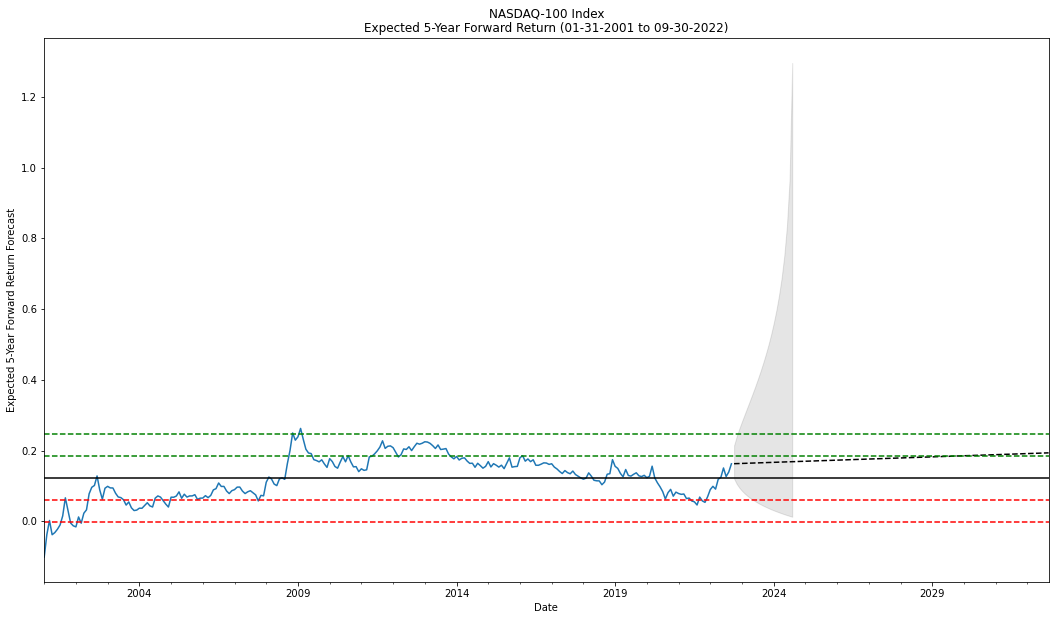 NASDAQ-100 Index
Expected 5-Year Forward Return (01-31-2001 to 09-30-2022)
Expected 5-Year Forward Return Forecast
1.2
1.0
0.8
0.6
0.4
0.2
0.0
2004 2009 2014 2019 2024 2029
Date